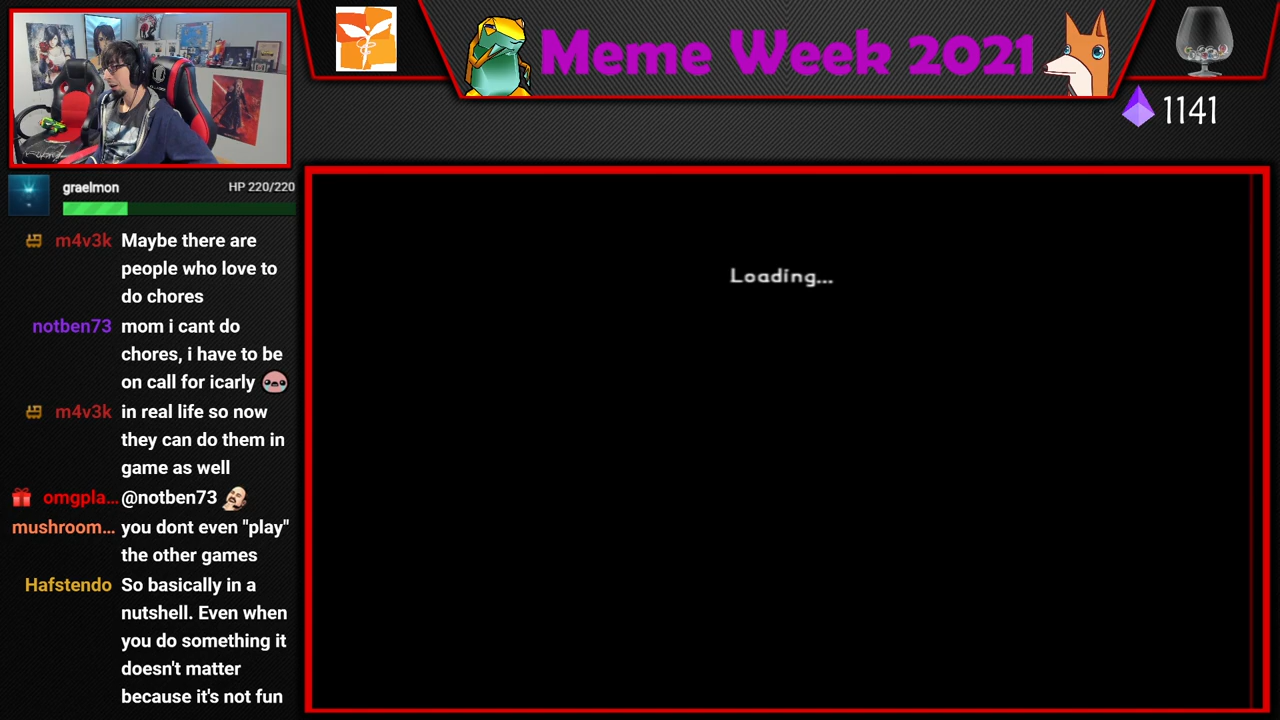 Meme Week 2021
1141
graelmon HP 220/220
m4v3k Maybe there are
people who love to
do chores
notben73 mom i cant do
chores, i have to be
on call for icarly
m4v3k in real life so now
they can do them in
game as well
omgpla... @notben73
mushroom... you dont even "play"
the other games
Hafstendo So basically in a
nutshell. Even when
you do something it
doesn't matter
because it's not fun
Loading...